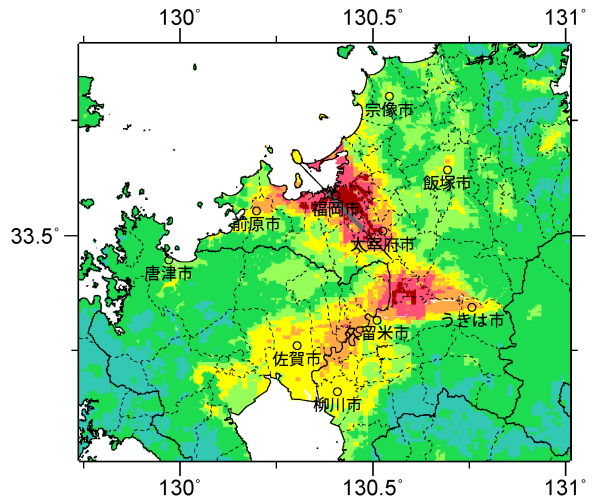 130° 130.5° 131°
宗像市
飯塚市
福岡市
前原市
太宰府市
33.5°
唐津市
うきは市
久留米市
佐賀市
柳川市
130° 130.5° 131°